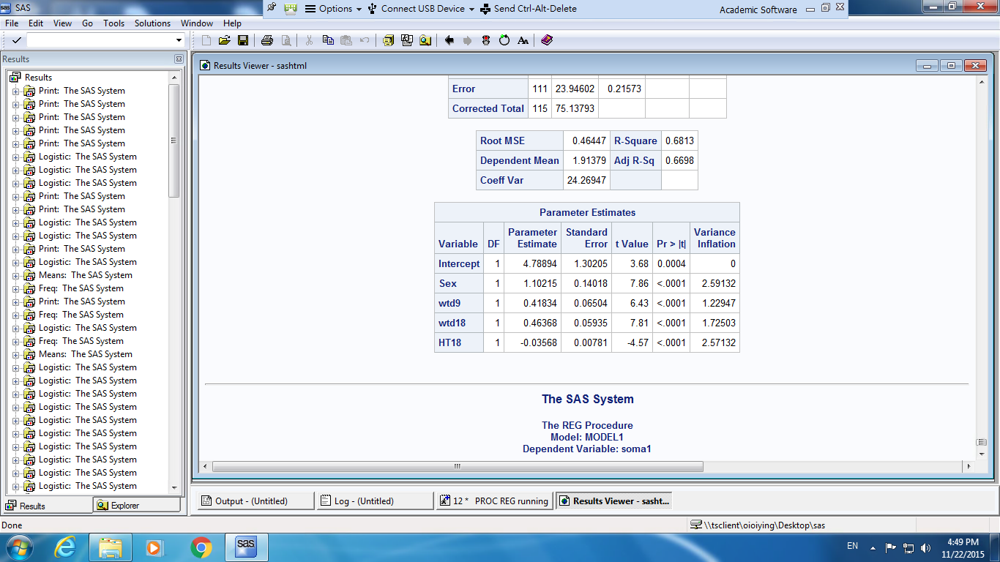 SAS
Options
Connect USB Device
Send Ctrl-Alt-Delete
Academic Software
File Edit View Go Tools Solutions Window Help
Results
Results Viewer - sashtml
Results
Print: The SAS System
Print: The SAS System
Print: The SAS System
Print: The SAS System
Print: The SAS System
Logistic: The SAS System
Logistic: The SAS System
Logistic: The SAS System
Print: The SAS System
Print: The SAS System
Logistic: The SAS System
Logistic: The SAS System
Print: The SAS System
Logistic: The SAS System
Means: The SAS System
Freq: The SAS System
Print: The SAS System
Freq: The SAS System
Logistic: The SAS System
Freq: The SAS System
Means: The SAS System
Logistic: The SAS System
Logistic: The SAS System
Logistic: The SAS System
Logistic: The SAS System
Logistic: The SAS System
Logistic: The SAS System
Logistic: The SAS System
Logistic: The SAS System
Logistic: The SAS System
Logistic: The SAS System
Results
Explorer
Error 111 23.94602 0.21573
Corrected Total 115 75.13793
Root MSE 0.46447 R-Square 0.6813
Dependent Mean 1.91379 Adj R-Sq 0.6698
Coeff Var 24.26947
Parameter Estimates
Variable DF Parameter Estimate Standard Error t Value Pr > |t| Variance Inflation
Intercept 1 4.78894 1.30205 3.68 0.0004 0
Sex 1 1.10215 0.14018 7.86 <.0001 2.59132
wtd9 1 0.41834 0.06504 6.43 <.0001 1.22947
wtd18 1 0.46368 0.05935 7.81 <.0001 1.72503
HT18 1 -0.03568 0.00781 -4.57 <.0001 2.57132
The SAS System
The REG Procedure
Model: MODEL1
Dependent Variable: soma1
Output - (Untitled)
Log - (Untitled)
12 * PROC REG running
Results Viewer - sasht...
Done
\\tsclient\oioiying\Desktop\sas
sas
EN
4:49 PM
11/22/2015